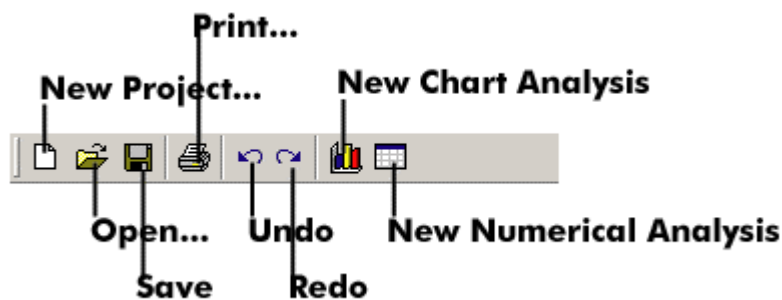 Print...
New Project...
New Chart Analysis
Open...
Undo
New Numerical Analysis
Save
Redo